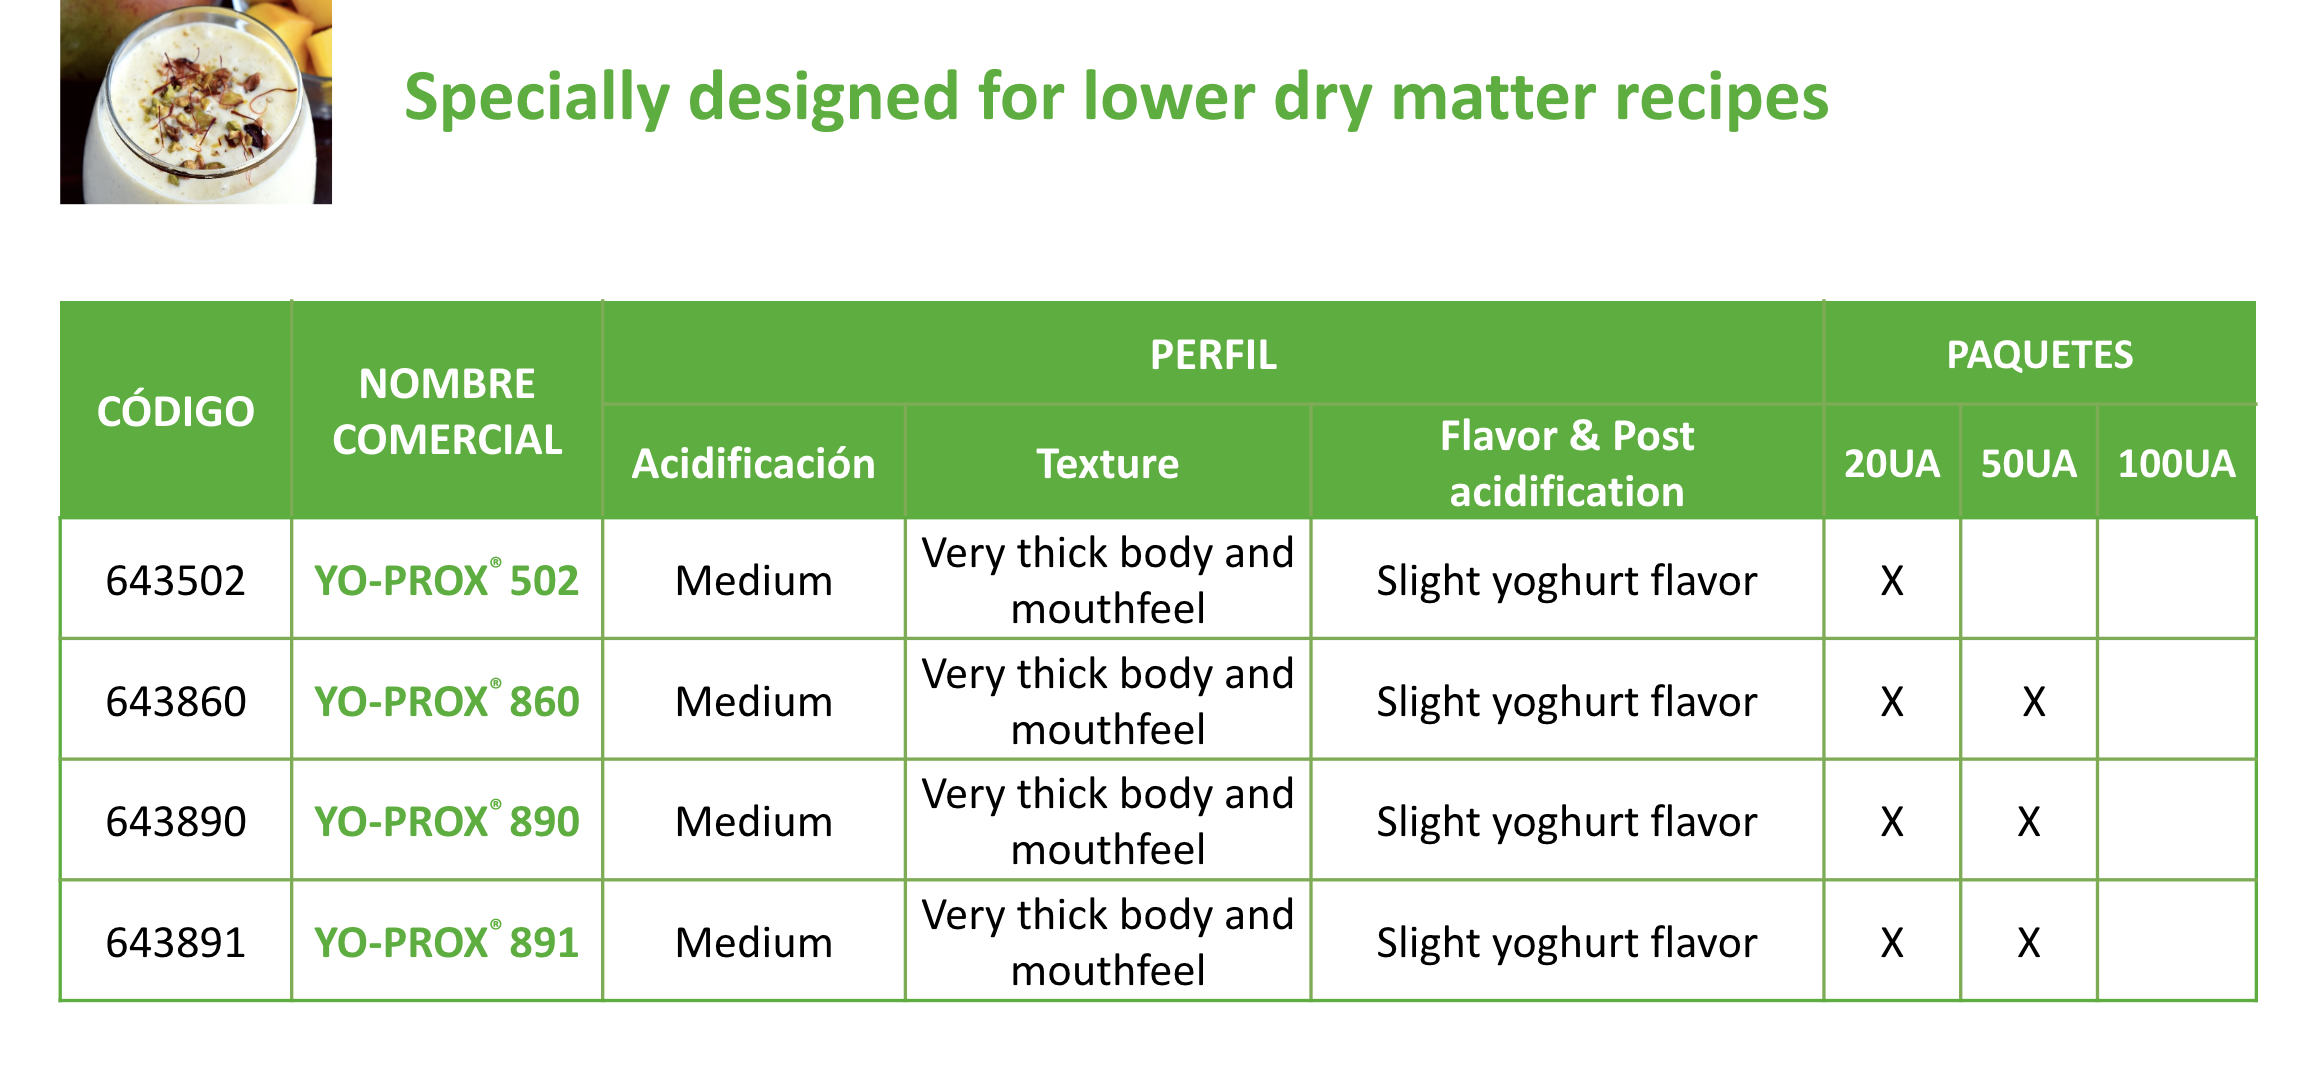 Specially designed for lower dry matter recipes
CÓDIGO
NOMBRE
COMERCIAL
PERFIL
PAQUETES
Acidificación
Texture
Flavor & Post
acidification
20UA
50UA
100UA
643502
YO-PROX® 502
Medium
Very thick body and
mouthfeel
Slight yoghurt flavor
X
643860
YO-PROX® 860
Medium
Very thick body and
mouthfeel
Slight yoghurt flavor
X
X
643890
YO-PROX® 890
Medium
Very thick body and
mouthfeel
Slight yoghurt flavor
X
X
643891
YO-PROX® 891
Medium
Very thick body and
mouthfeel
Slight yoghurt flavor
X
X